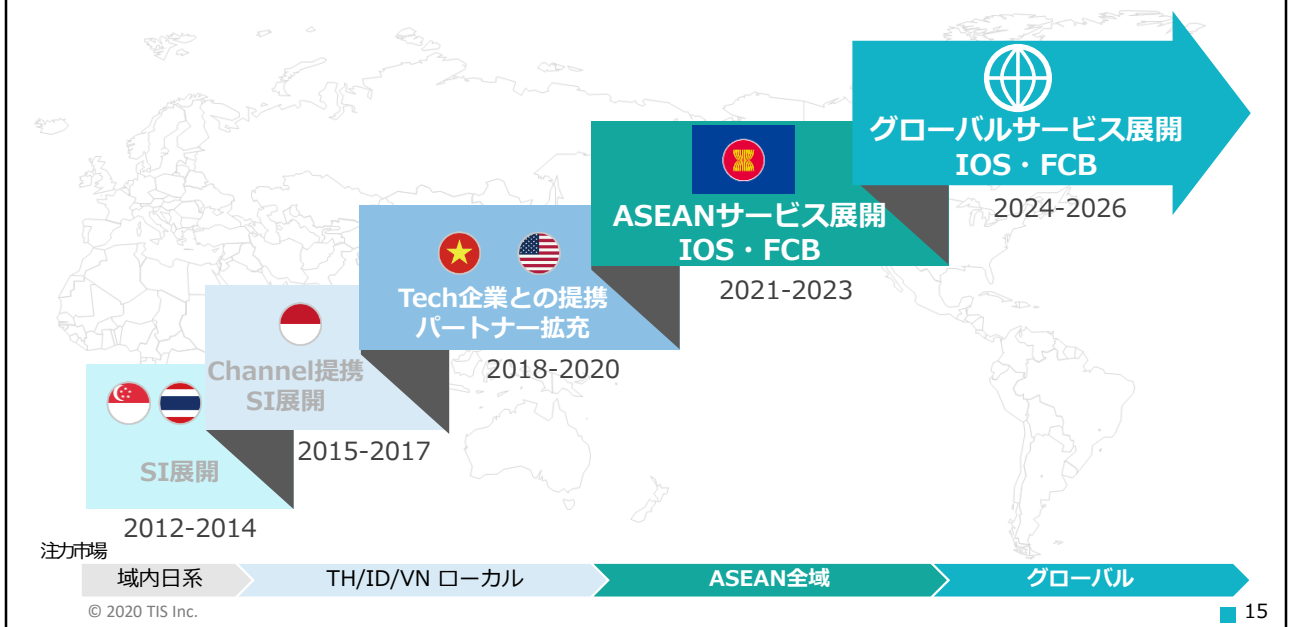 グローバルサービス展開
IOS・FCB
2024-2026
ASEANサービス展開
IOS・FCB
2021-2023
Tech企業との提携
パートナー拡充
2018-2020
Channel提携
SI展開
2015-2017
SI展開
2012-2014
注力市場
域内日系
TH/ID/VN ローカル
ASEAN全域
グローバル
© 2020 TIS Inc.
15